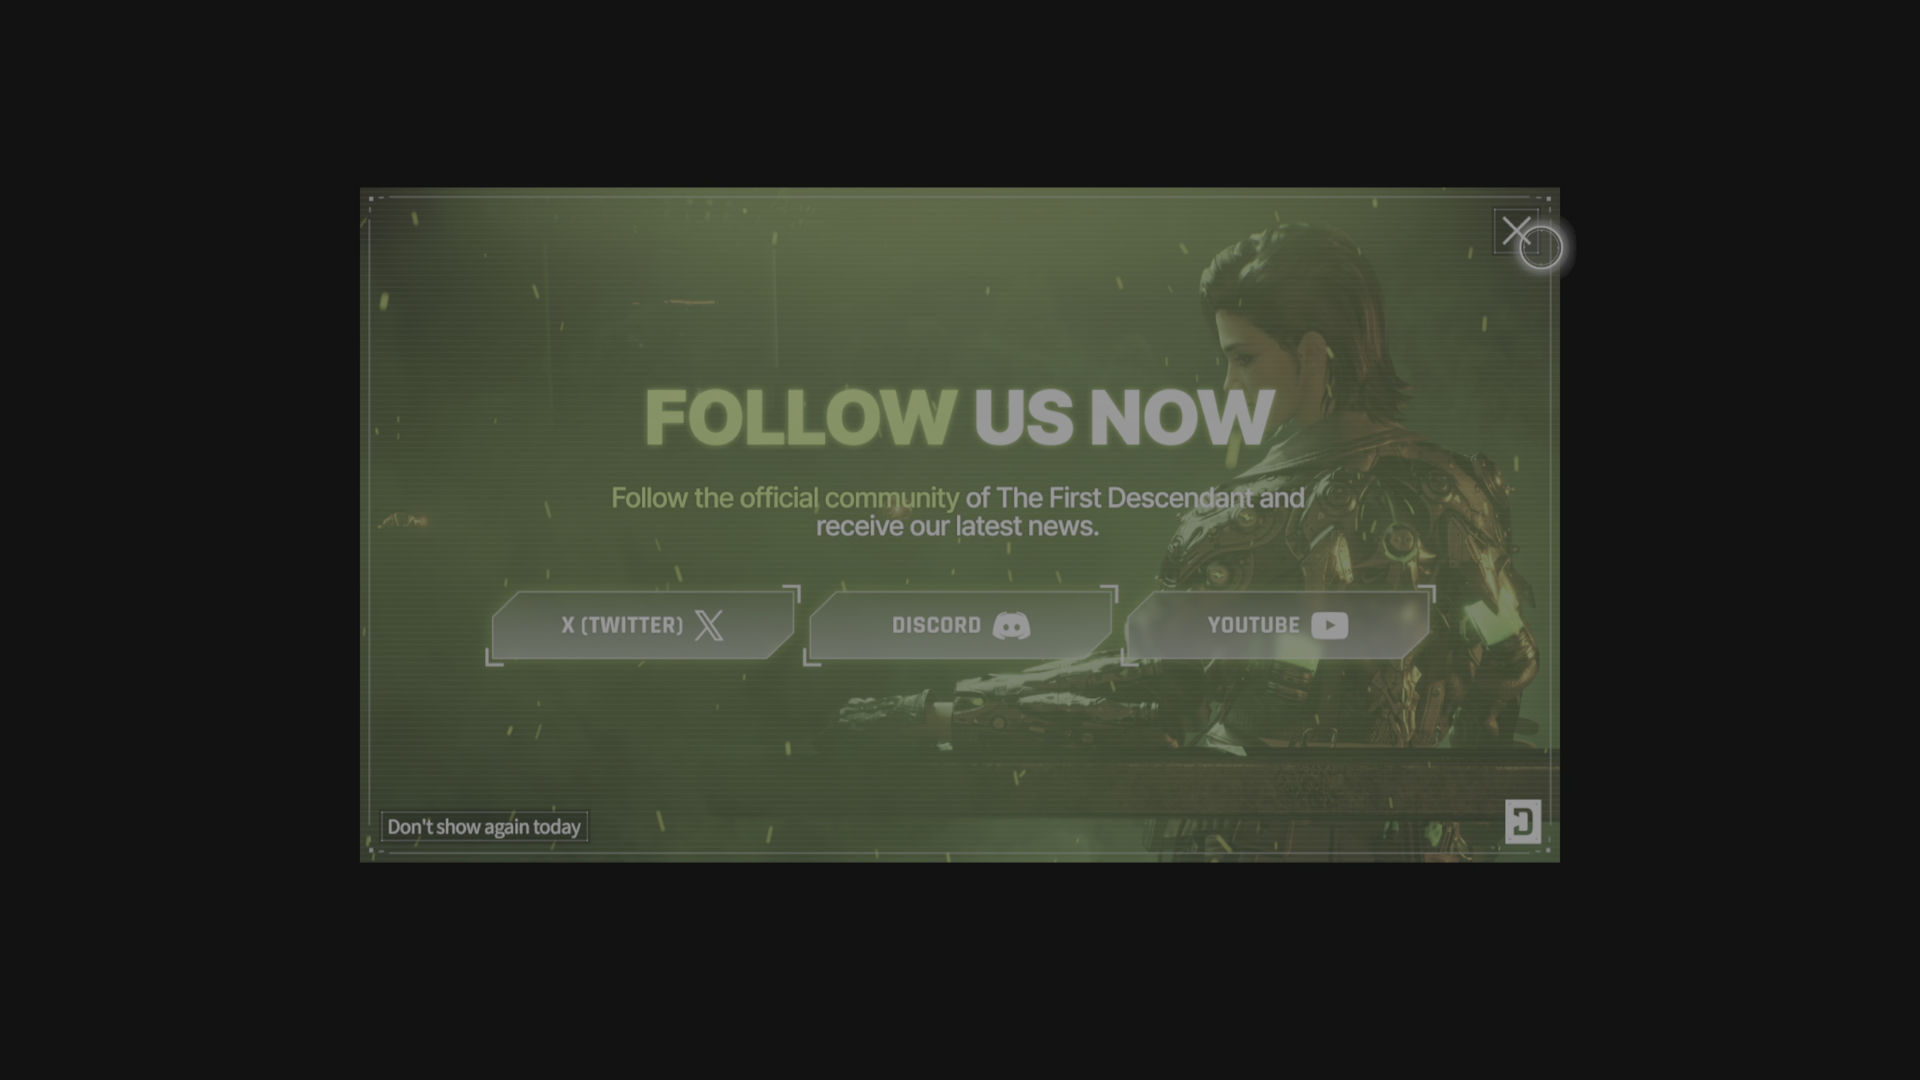 FOLLOW US NOW
Follow the official community of The First Descendant and
receive our latest news.
X (TWITTER)
DISCORD
YOUTUBE
Don't show again today